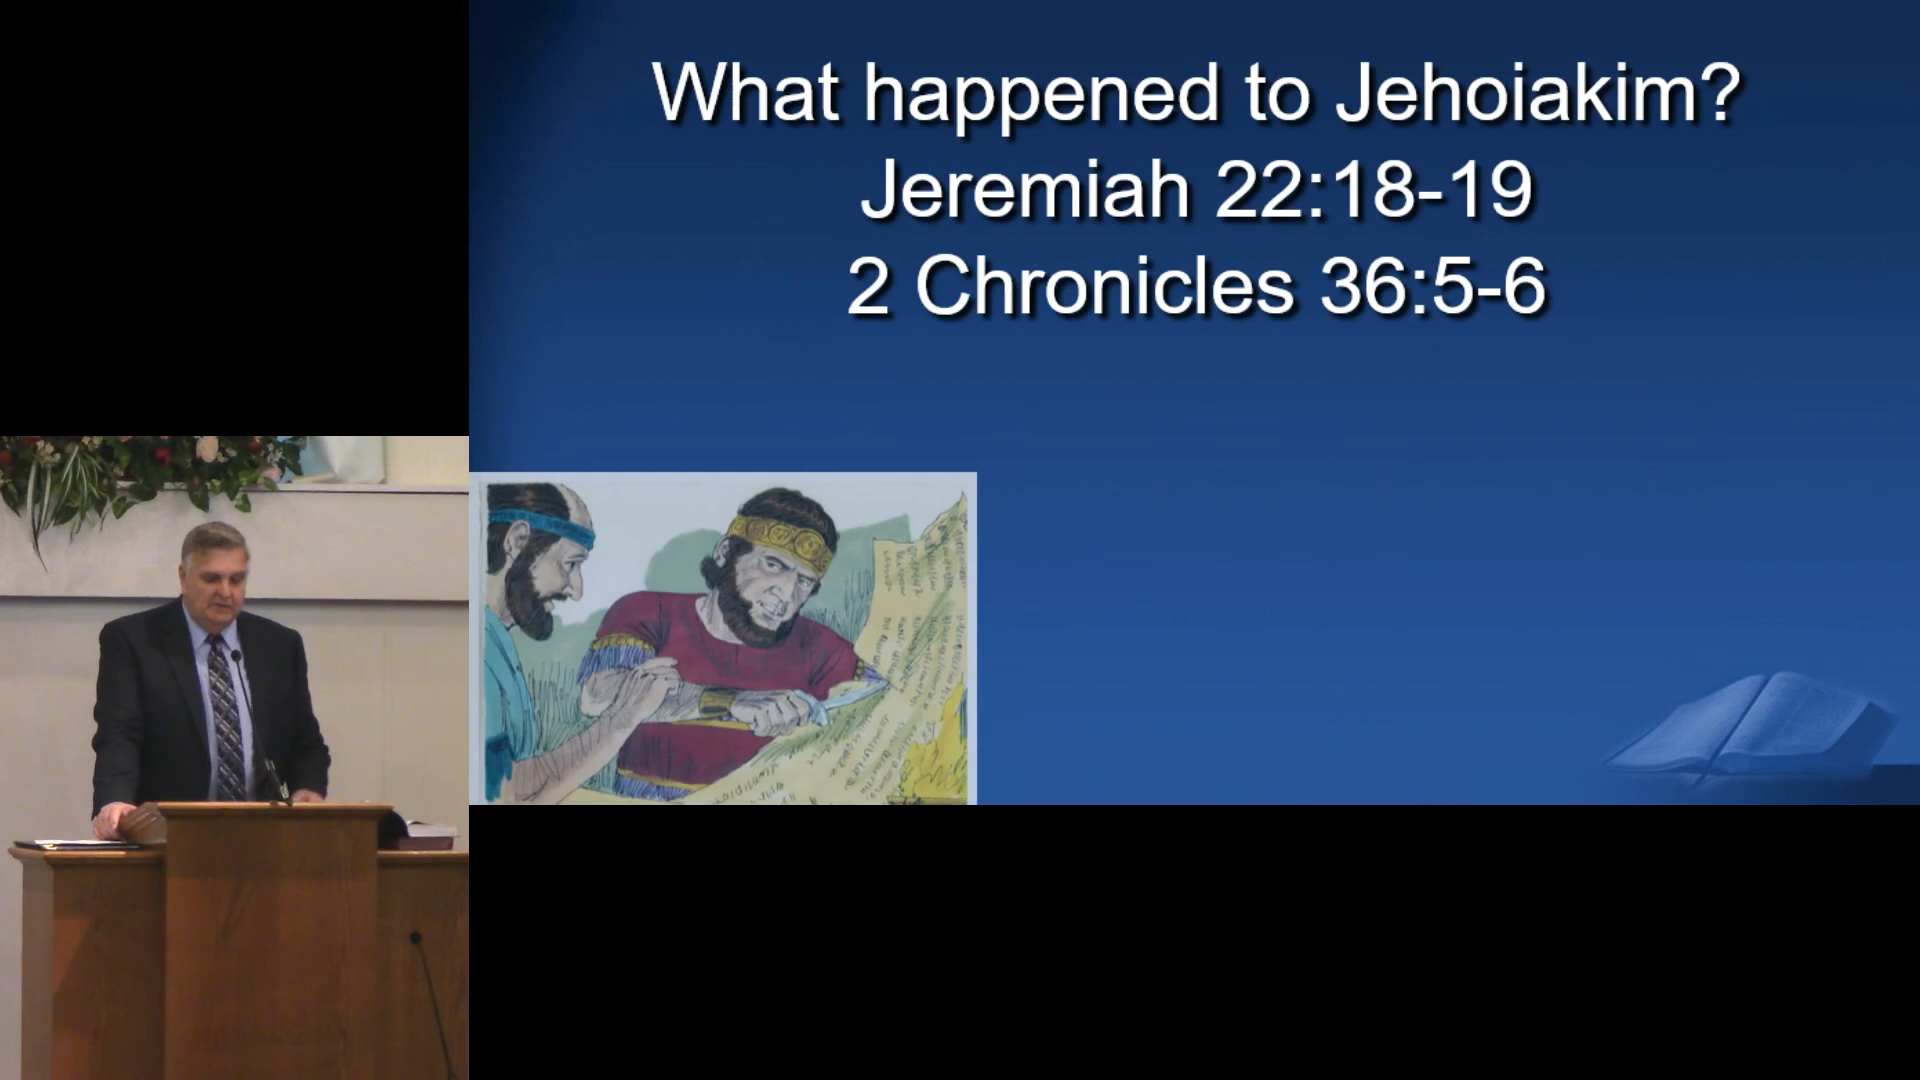 What happened to Jehoiakim?
Jeremiah 22:18-19
2 Chronicles 36:5-6